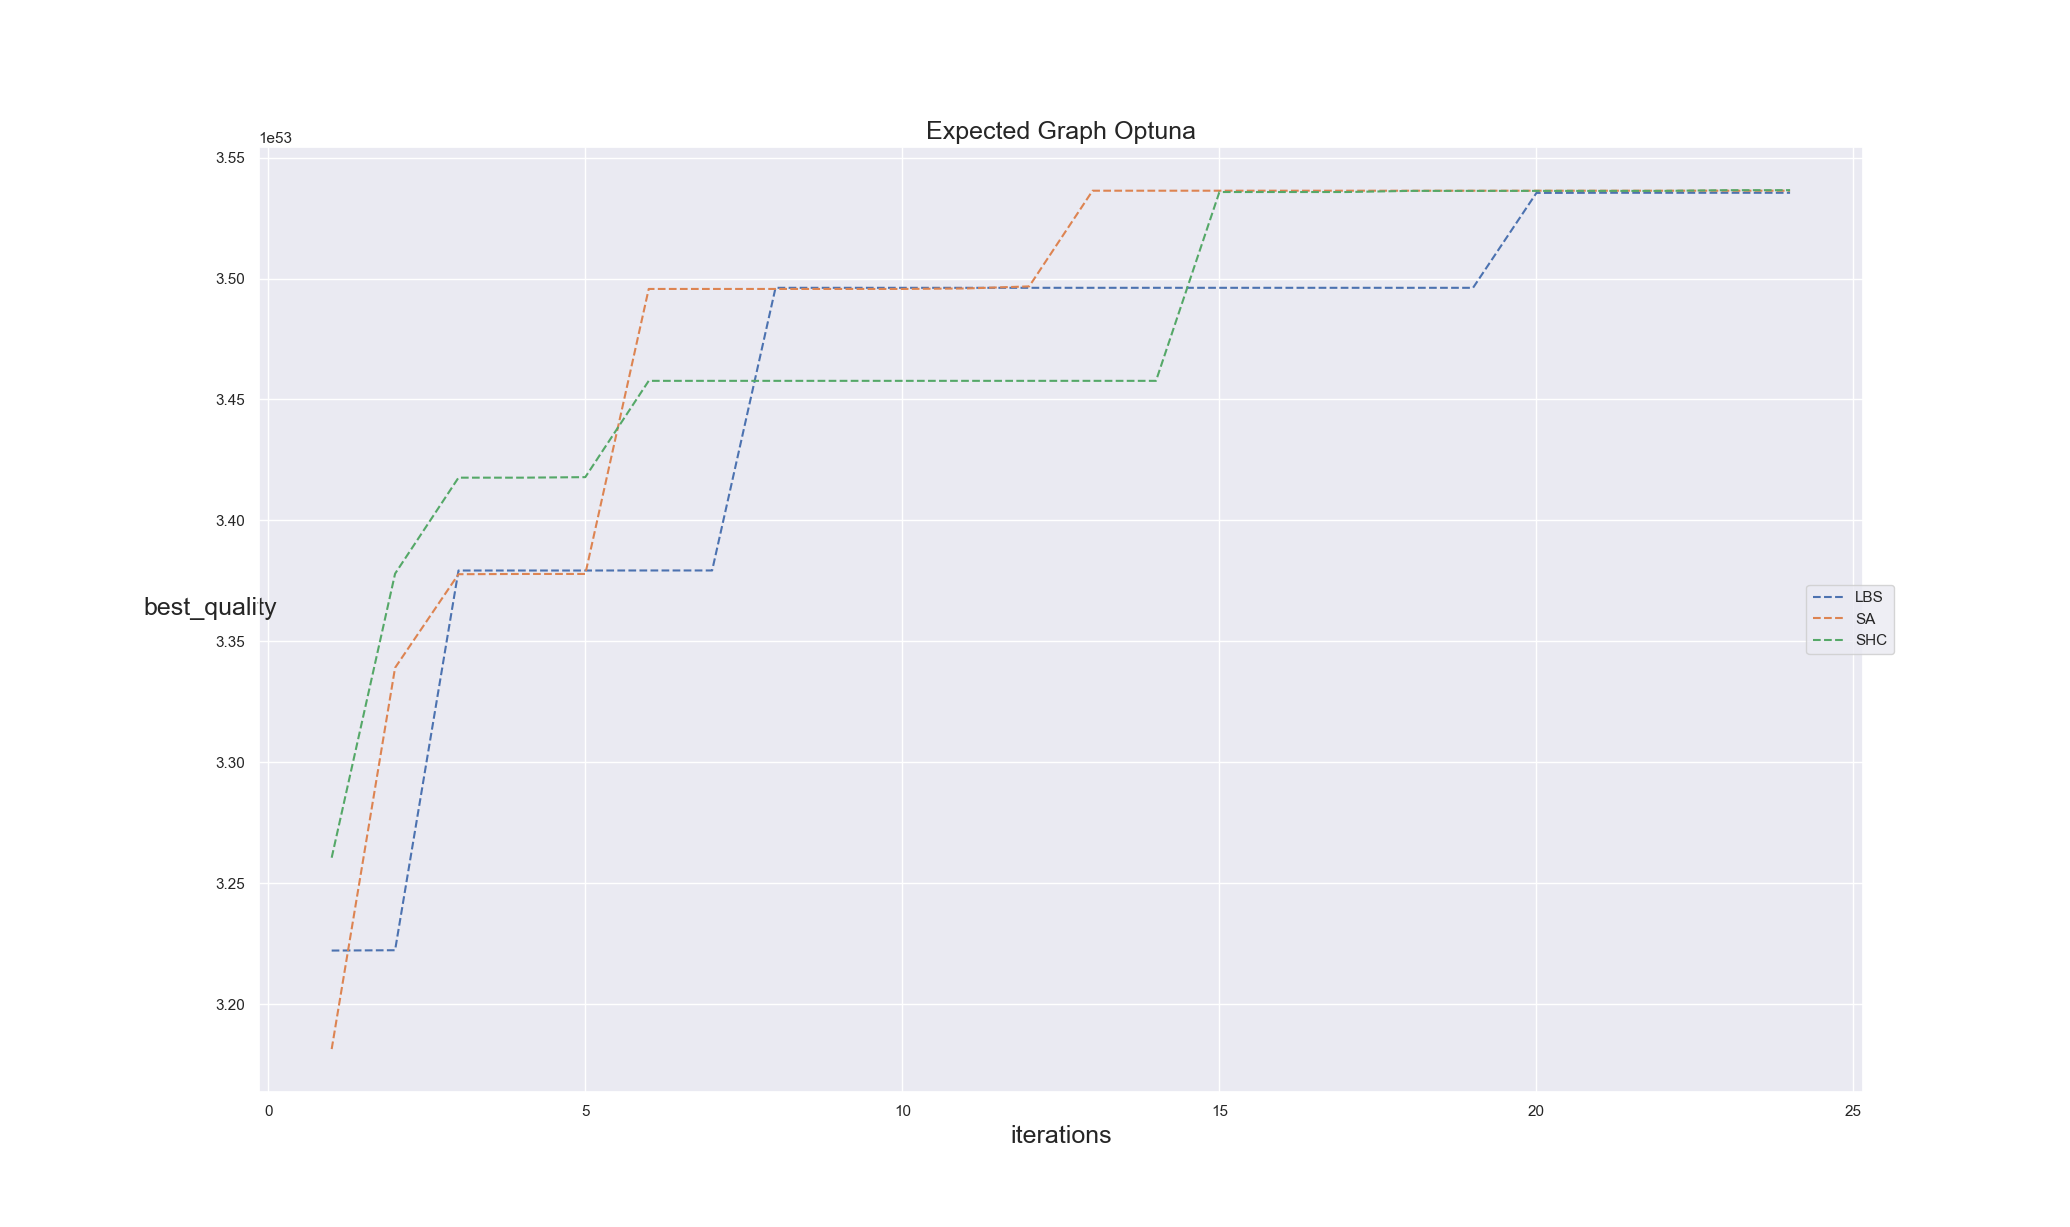 Expected Graph Optuna
1e53
3.55
3.50
3.45
3.40
3.35
3.30
3.25
3.20
best_quality
LBS
SA
SHC
0 5 10 15 20 25
iterations